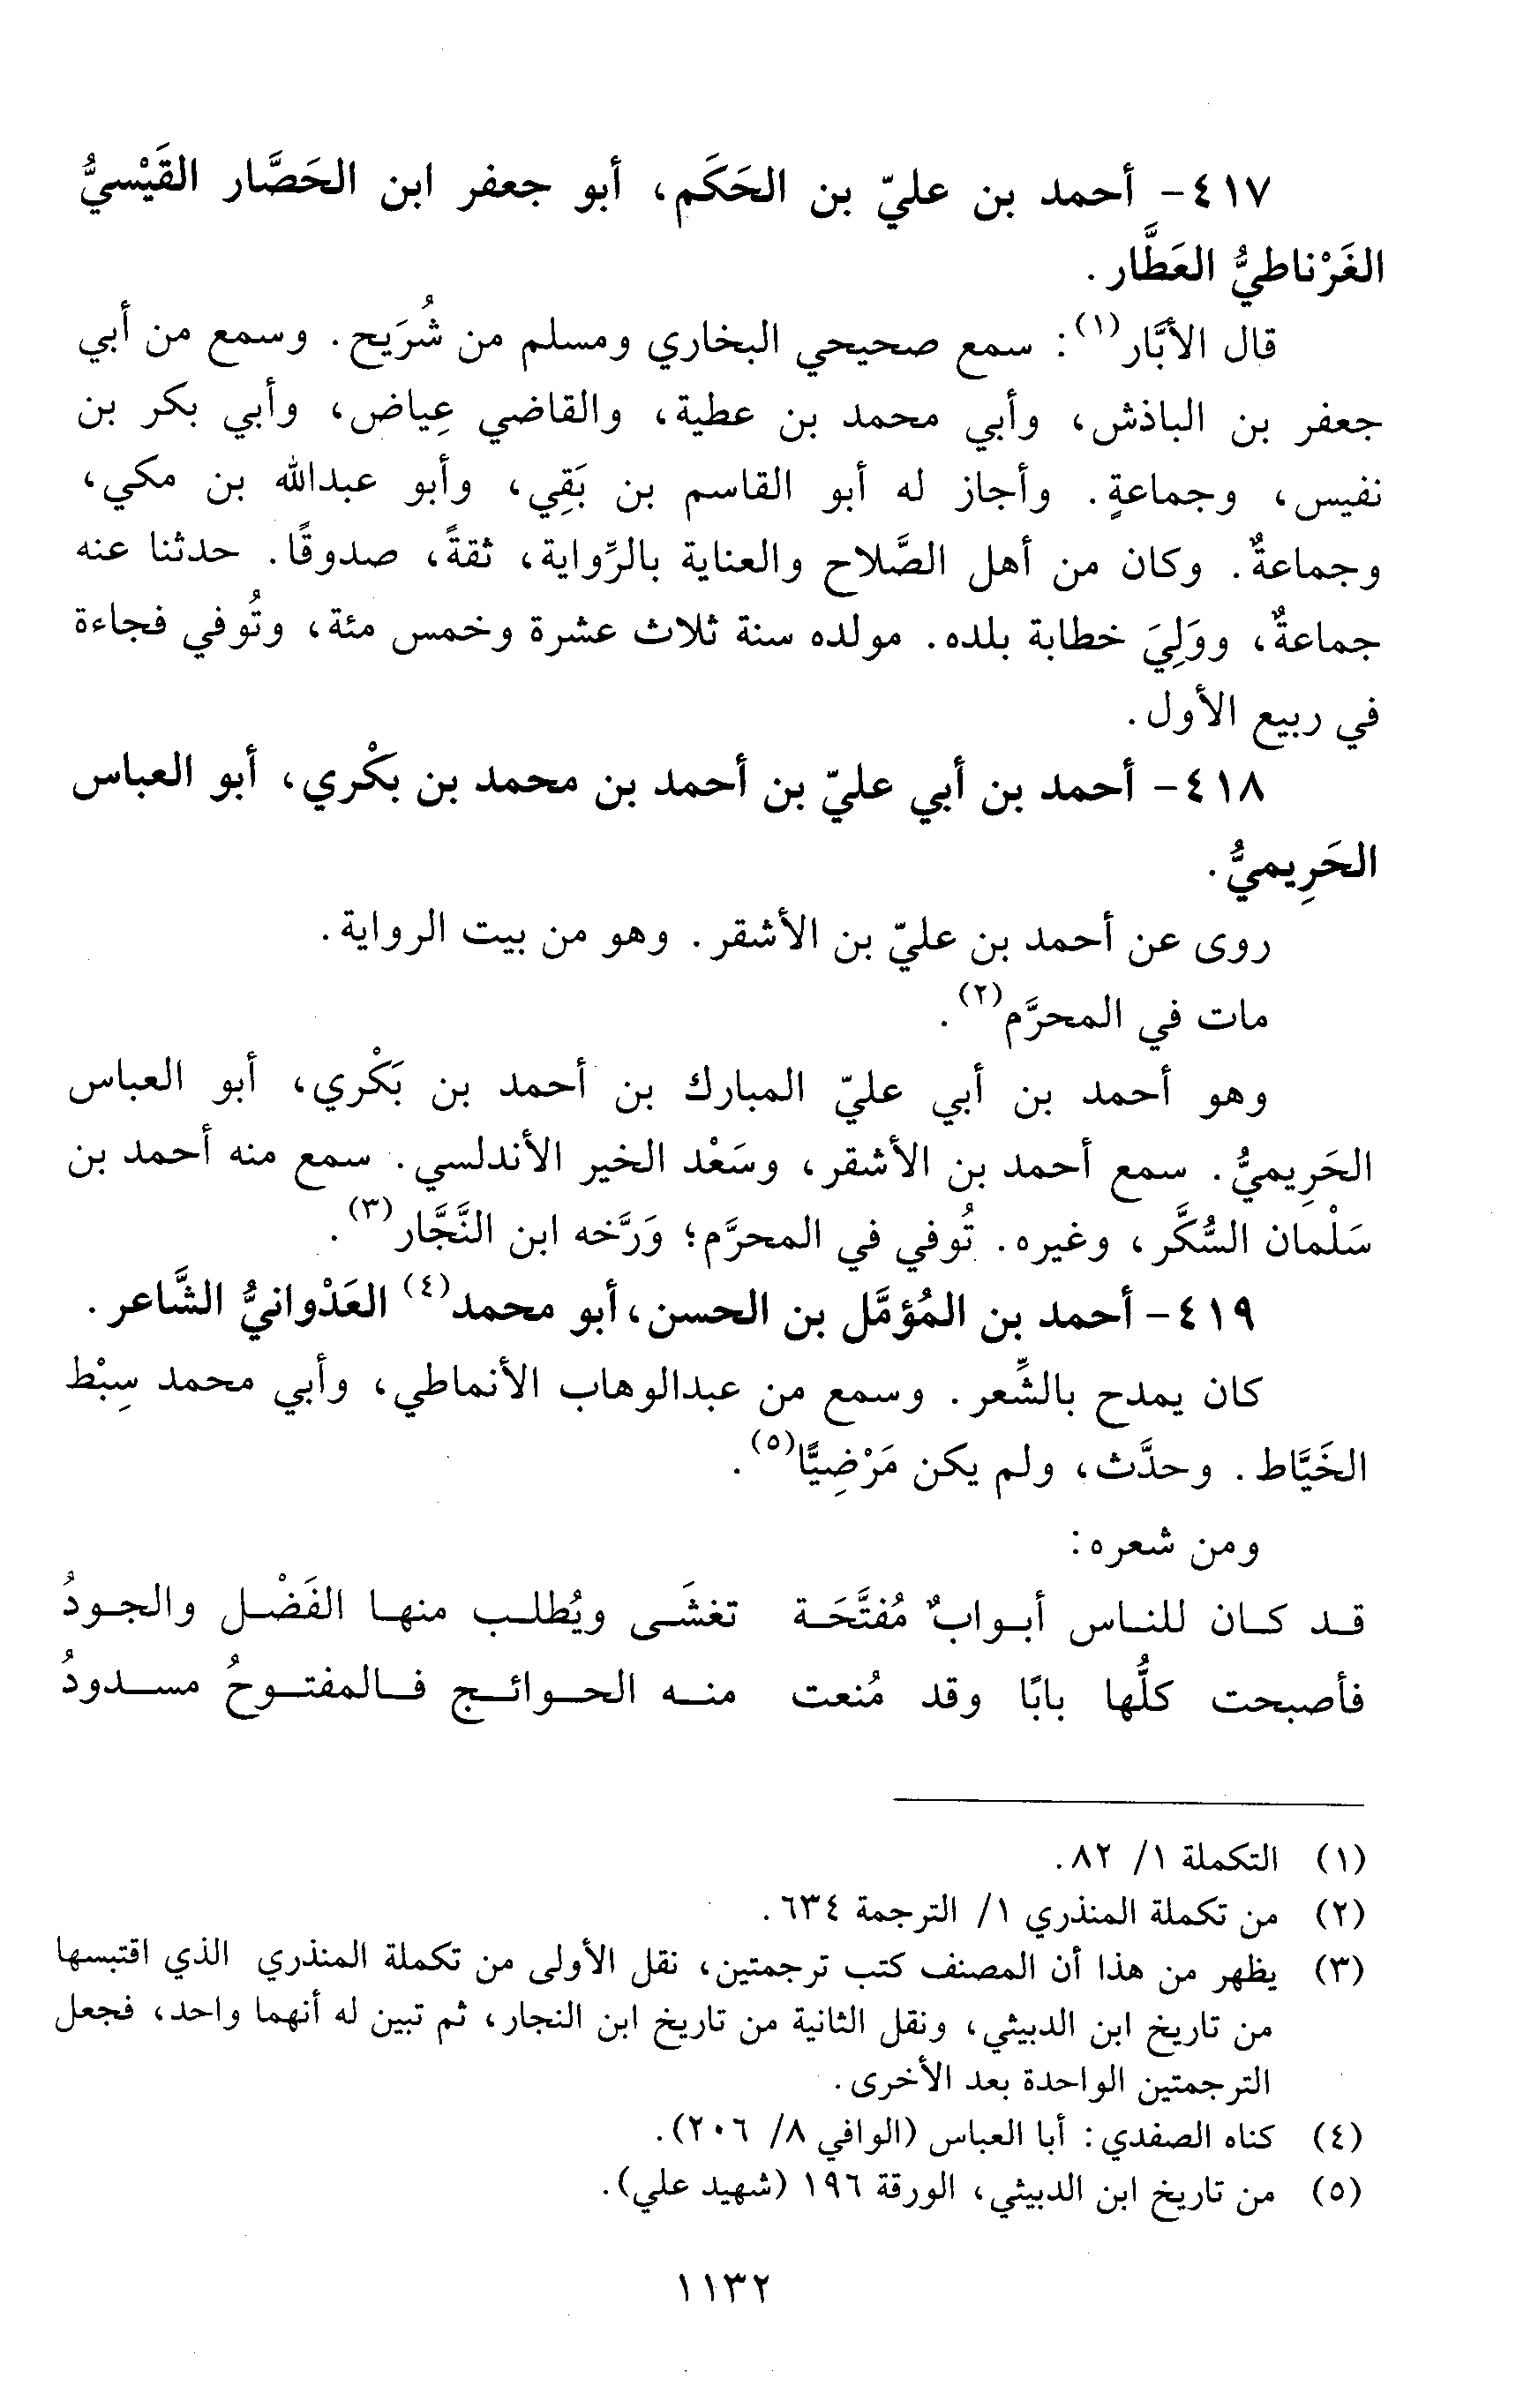 ٤١٧- أحمد بن عليّ بن الحَكَم، أبو جعفر ابن الحَصَّار القَيْسيُّ
الغَرْناطيُّ العَطَّار.
قال الأبَّار(١): سمع صحيحي البخاري ومسلم من شُرَيح. وسمع من أبي
جعفر بن الباذش، وأبي محمد بن عطية، والقاضي عِياض، وأبي بكر بن
نفيس، وجماعةٍ. وأجاز له أبو القاسم بن بَقِي، وأبو عبدالله بن مكي،
وجماعةٌ. وكان من أهل الصَّلاح والعناية بالرِّواية، ثقةً، صدوقًا. حدثنا عنه
جماعةٌ، ووَلِيَ خطابة بلده. مولده سنة ثلاث عشرة وخمس مئة، وتُوفي فجاءة
في ربيع الأول.
٤١٨- أحمد بن أبي عليّ بن أحمد بن محمد بن بكْري، أبو العباس
الحَرِيميُّ.
روى عن أحمد بن عليّ بن الأشقر. وهو من بيت الرواية.
مات في المحرَّم(٢).
وهو أحمد بن أبي عليّ المبارك بن أحمد بن بَكْري، أبو العباس
الحَرِيميُّ. سمع أحمد بن الأشقر، وسَعْد الخير الأندلسي. سمع منه أحمد بن
سَلْمان السُّكَّر، وغيره. تُوفي في المحرَّم؛ وَرَّخه ابن النَّجَّار(٣).
٤١٩- أحمد بن المُؤمَّل بن الحسن، أبو محمد(٤) العَدْوانيُّ الشَّاعر.
كان يمدح بالشِّعر. وسمع من عبدالوهاب الأنماطي، وأبي محمد سِبْط
الخَيَّاط. وحدَّث، ولم يكن مَرْضِيًّا(٥).
ومن شعره:
قد كان للناس أبوابٌ مُفتَّحَة تغشَى ويُطلب منها الفَضْل والجودُ
فأصبحت كلُّها بابًا وقد مُنعت منه الحوائج فالمفتوحُ مسدودُ
(١) التكملة ١/ ٨٢.
(٢) من تكملة المنذري ١/ الترجمة ٦٣٤.
(٣) يظهر من هذا أن المصنف كتب ترجمتين، نقل الأولى من تكملة المنذري الذي اقتبسها
من تاريخ ابن الدبيثي، ونقل الثانية من تاريخ ابن النجار، ثم تبين له أنهما واحد، فجعل
الترجمتين الواحدة بعد الأخرى.
(٤) كناه الصفدي: أبا العباس (الوافي ٨/ ٢٠٦).
(٥) من تاريخ ابن الدبيثي، الورقة ١٩٦ (شهيد علي).
١١٣٢